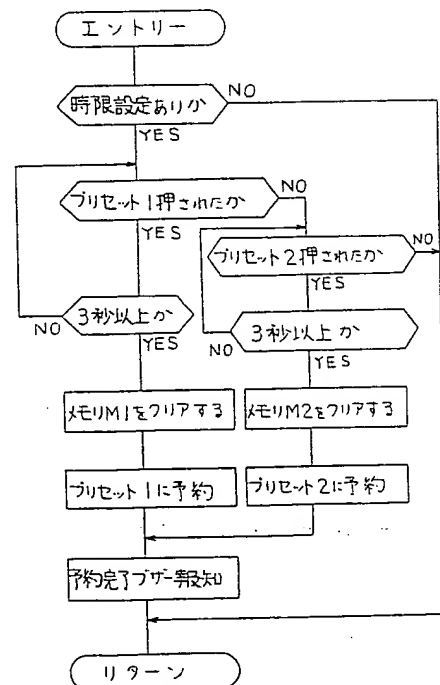 エントリー
時限設定ありか
NO
YES
プリセット1押されたか
NO
YES
プリセット2押されたか
NO
YES
3秒以上か
NO
YES
3秒以上か
NO
YES
メモリM1をクリアする
メモリM2をクリアする
プリセット1に予約
プリセット2に予約
予約完了ブザー報知
リターン